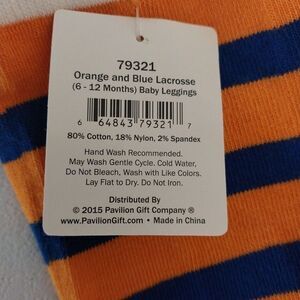 79321
Orange and Blue Lacrosse
(6 - 12 Months) Baby Leggings
6 64843 79321 7
80% Cotton, 18% Nylon, 2% Spandex
Hand Wash Recommended.
May Wash Gentle Cycle. Cold Water,
Do Not Bleach, Wash with Like Colors.
Lay Flat to Dry. Do Not Iron.
Distributed By
© 2015 Pavilion Gift Company ®
www.PavilionGift.com • Made in China